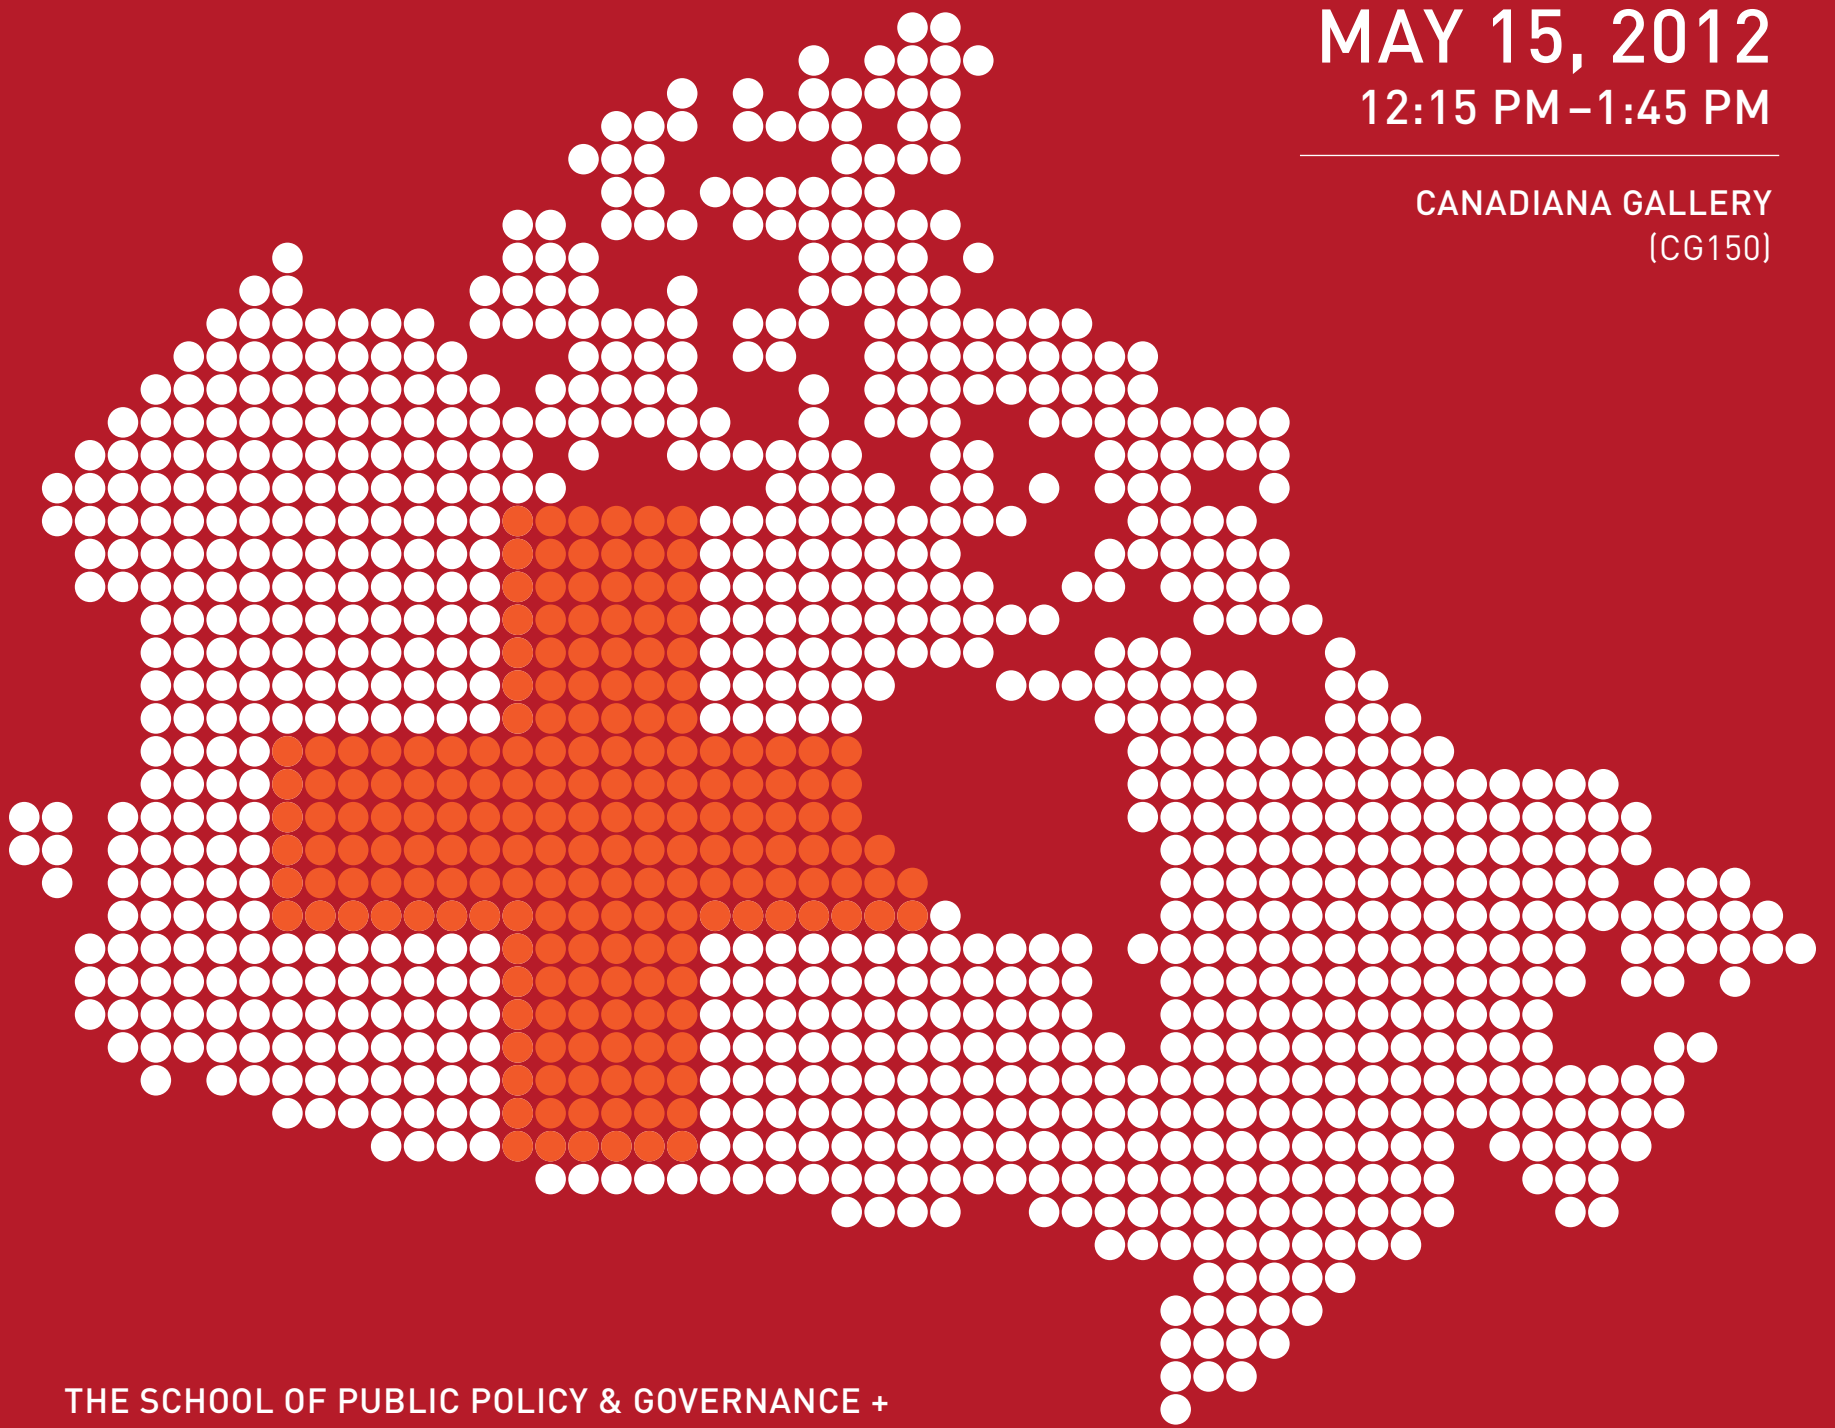 MAY 15, 2012
12:15 PM–1:45 PM
CANADIANA GALLERY
(CG150)
THE SCHOOL OF PUBLIC POLICY & GOVERNANCE +